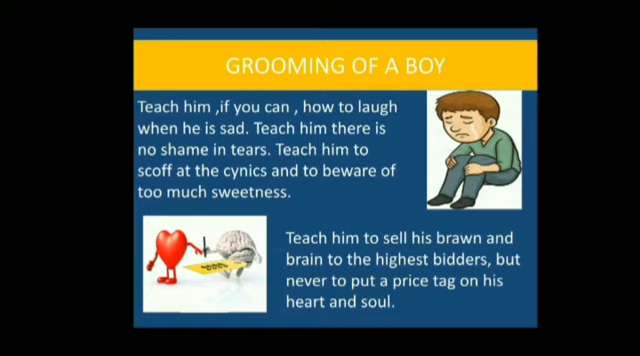 GROOMING OF A BOY
Teach him ,if you can , how to laugh
when he is sad. Teach him there is
no shame in tears. Teach him to
scoff at the cynics and to beware of
too much sweetness.
Teach him to sell his brawn and
brain to the highest bidders, but
never to put a price tag on his
heart and soul.